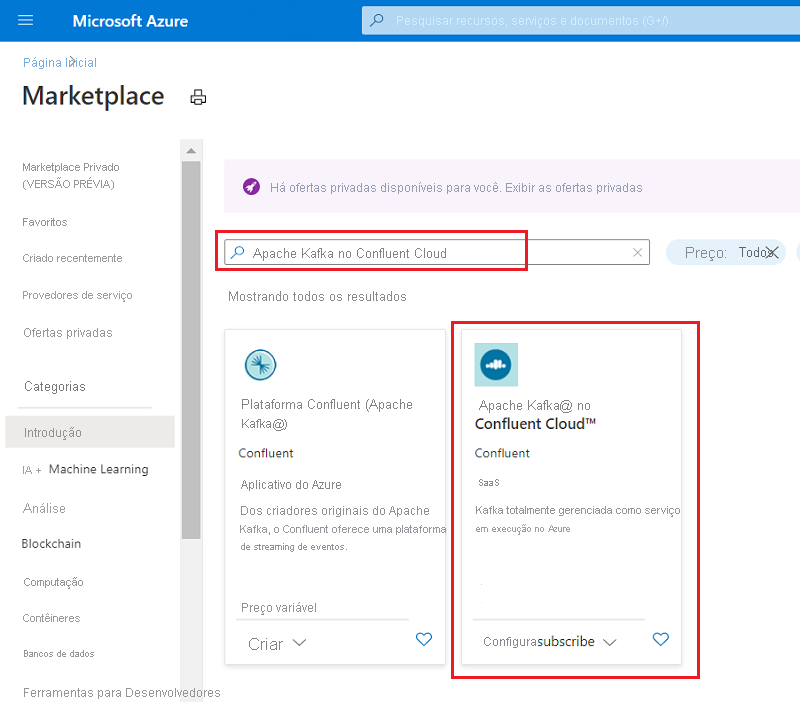 Microsoft Azure
Pesquisar recursos, serviços e documentos (G+/)
Página Inicial
Marketplace
Marketplace Privado
(VERSÃO PRÉVIA)
Favoritos
Criado recentemente
Provedores de serviço
Ofertas privadas
Categorias
Introdução
IA + Machine Learning
Análise
Blockchain
Computação
Contêineres
Bancos de dados
Ferramentas para Desenvolvedores
Há ofertas privadas disponíveis para você. Exibir as ofertas privadas
Apache Kafka no Confluent Cloud
Preço: Todos
Mostrando todos os resultados
Plataforma Confluent (Apache
Kafka@)
Confluent
Aplicativo do Azure
Dos criadores originais do Apache
Kafka, o Confluent oferece uma plataforma
de streaming de eventos.
Preço variável
Criar
Apache Kafka@ no
Confluent Cloud™
Confluent
SaaS
Kafka totalmente gerenciada como serviço
em execução no Azure
Configurasubscribe